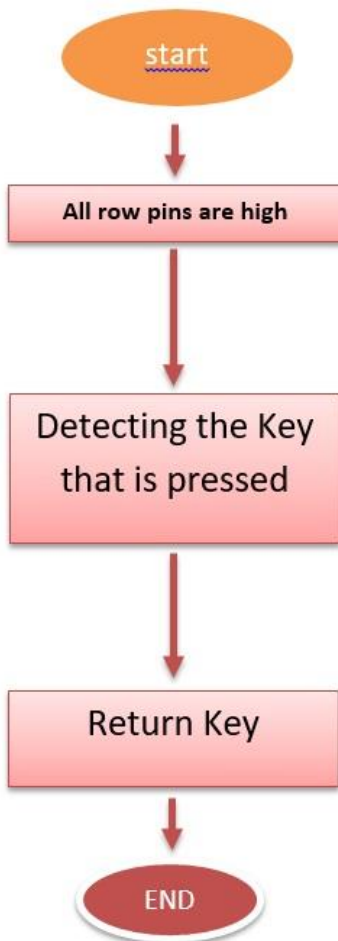 start
All row pins are high
Detecting the Key
that is pressed
Return Key
END